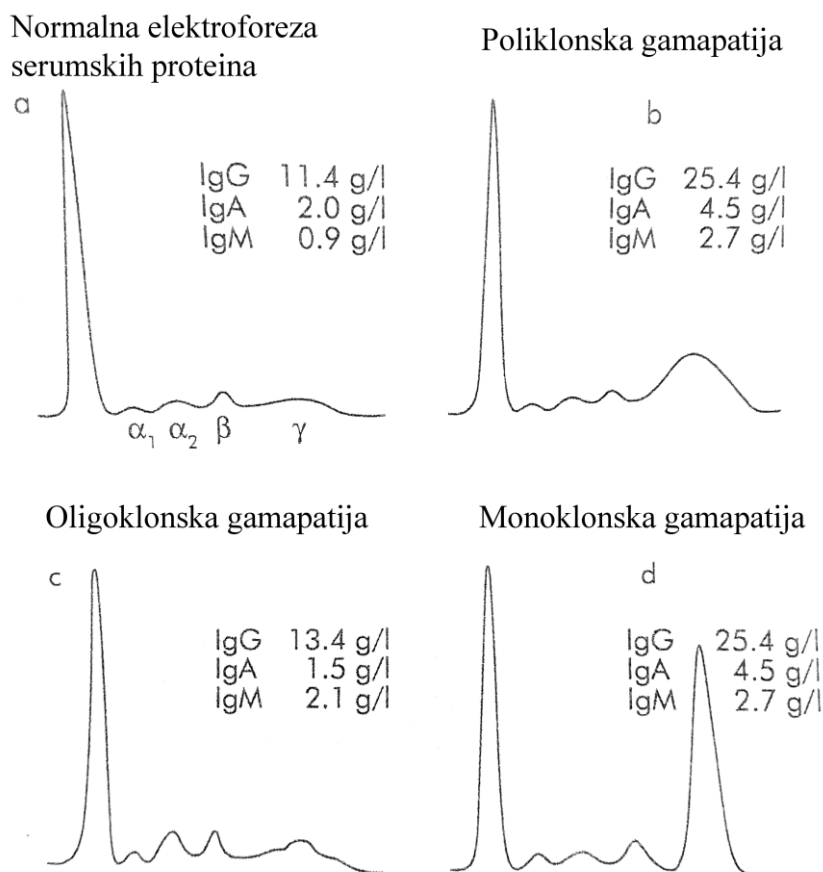 Normalna elektroforeza
serumskih proteina
a
IgG 11.4 g/l
IgA 2.0 g/l
IgM 0.9 g/l
α₁ α₂ β γ
Poliklonska gamapatija
b
IgG 25.4 g/l
IgA 4.5 g/l
IgM 2.7 g/l
Oligoklonska gamapatija
c
IgG 13.4 g/l
IgA 1.5 g/l
IgM 2.1 g/l
Monoklonska gamapatija
d
IgG 25.4 g/l
IgA 4.5 g/l
IgM 2.7 g/l